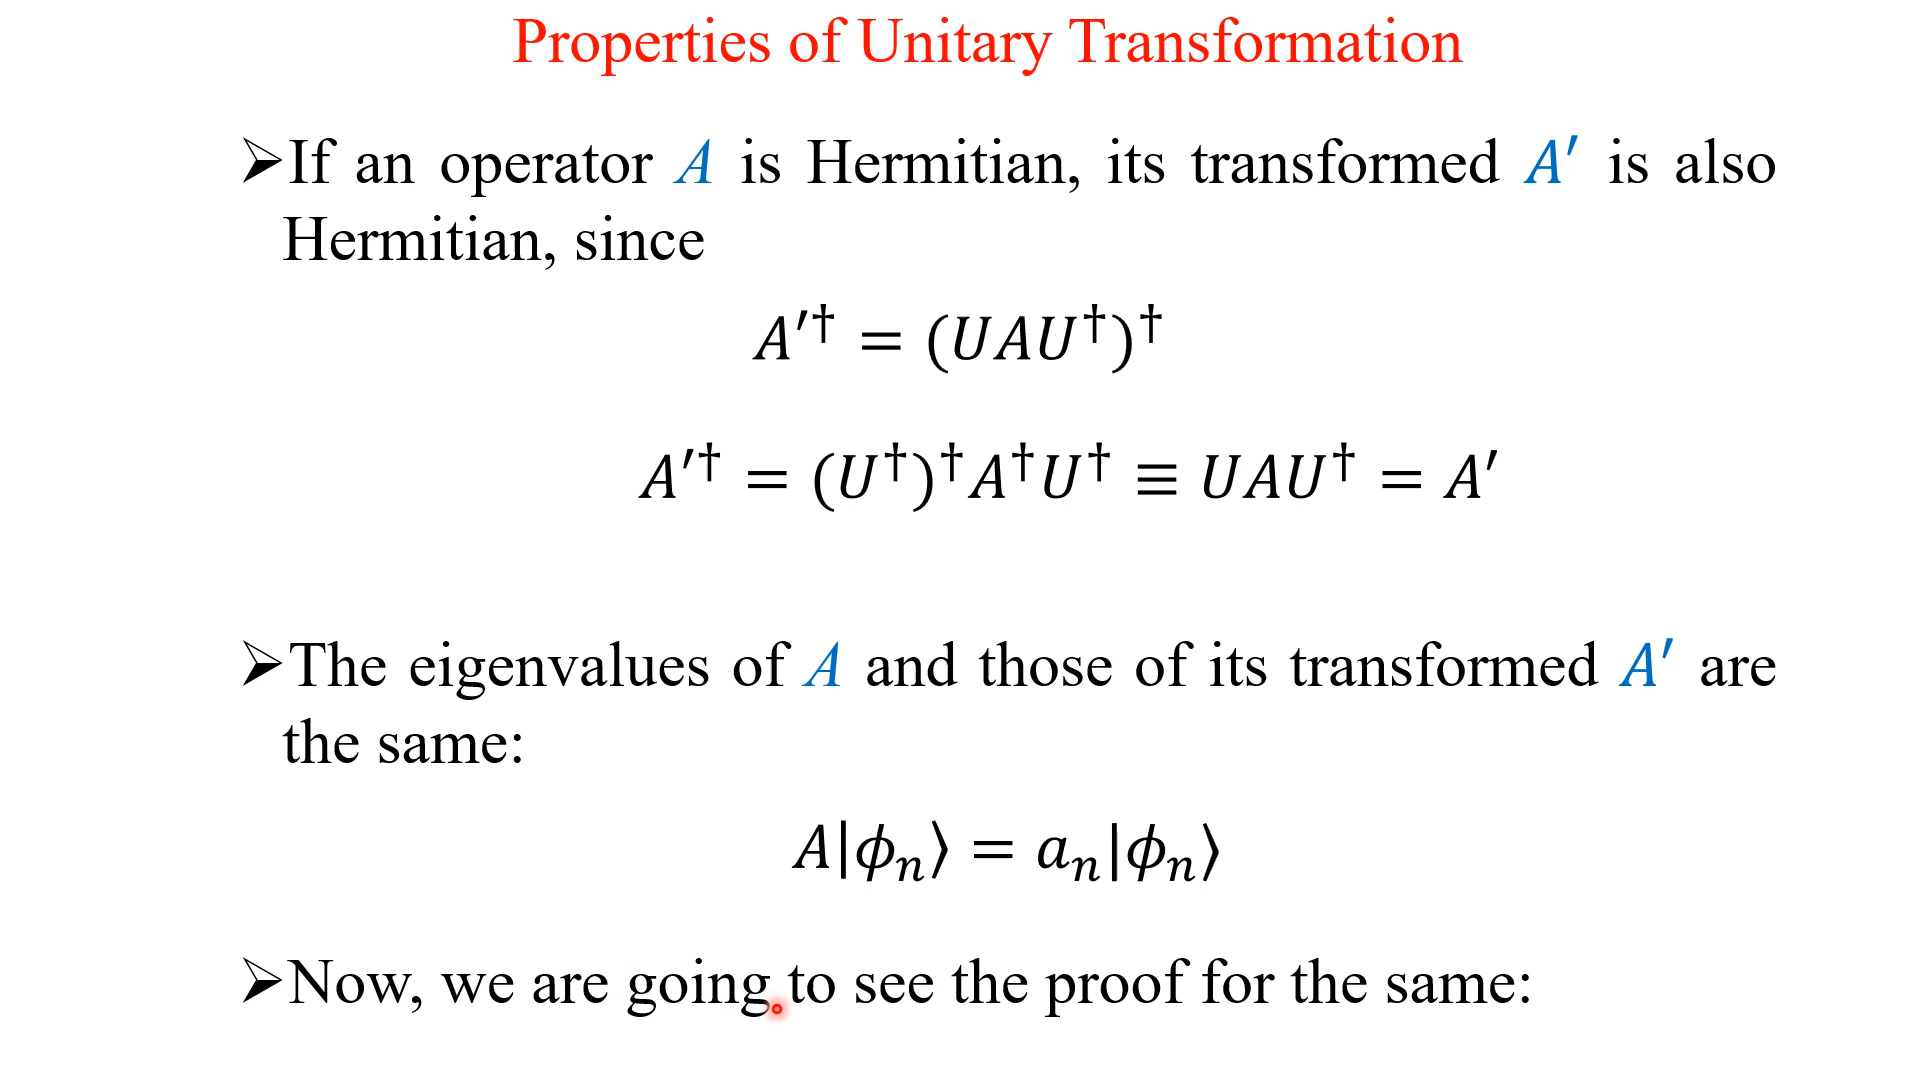 Properties of Unitary Transformation
➢If an operator A is Hermitian, its transformed A′ is also
Hermitian, since
A′† = (UAU†)†
A′† = (U†)†A†U† ≡ UAU† = A′
➢The eigenvalues of A and those of its transformed A′ are
the same:
A|ϕₙ⟩ = aₙ|ϕₙ⟩
➢Now, we are going to see the proof for the same: